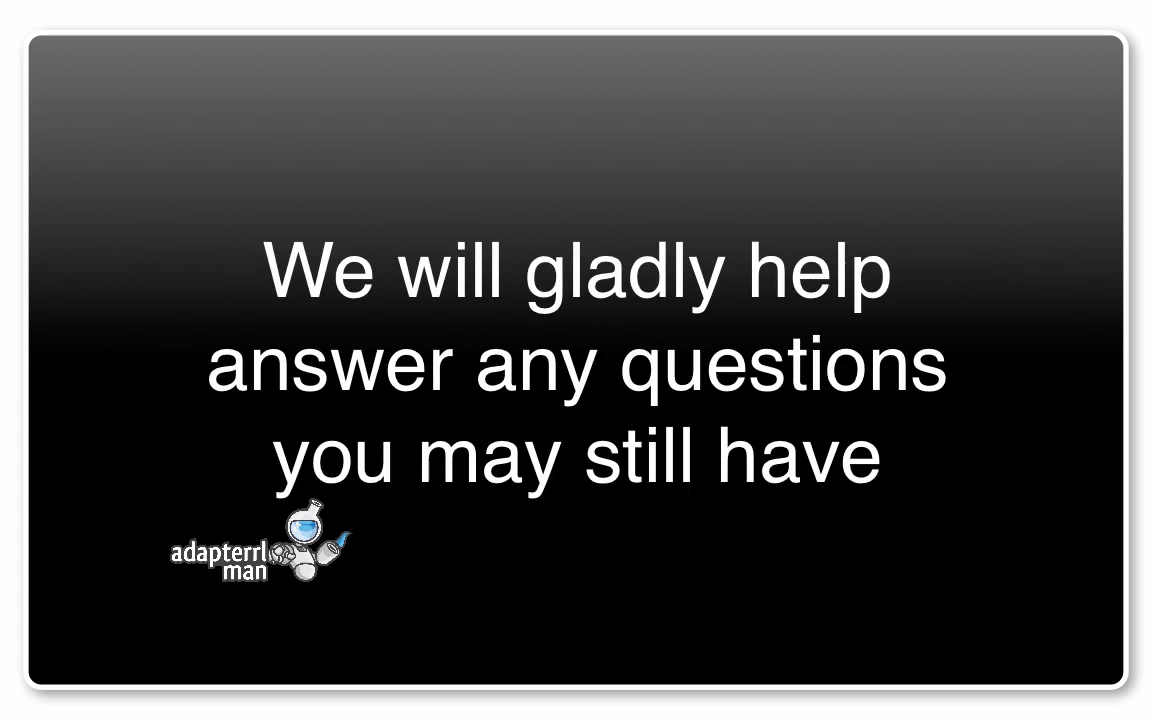 We will gladly help
answer any questions
you may still have
adapterrl
man